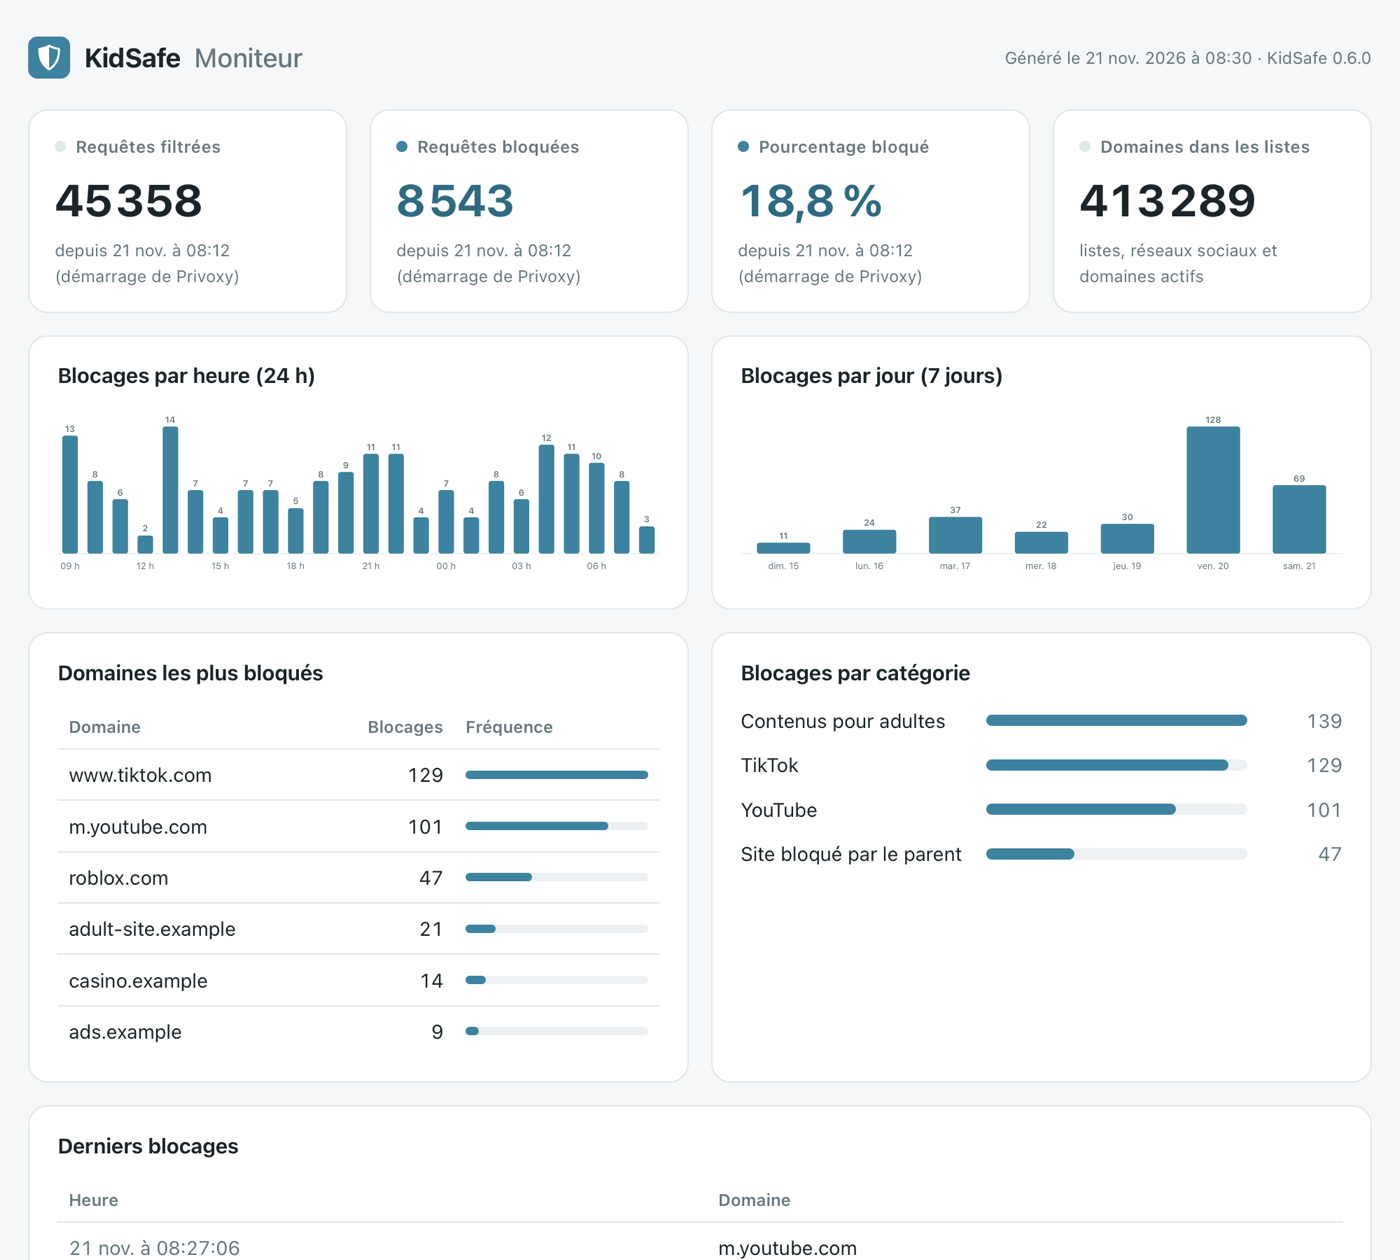 KidSafe Moniteur
Généré le 21 nov. 2026 à 08:30 · KidSafe 0.6.0
Requêtes filtrées
45 358
depuis 21 nov. à 08:12
(démarrage de Privoxy)
Requêtes bloquées
8 543
depuis 21 nov. à 08:12
(démarrage de Privoxy)
Pourcentage bloqué
18,8 %
depuis 21 nov. à 08:12
(démarrage de Privoxy)
Domaines dans les listes
413 289
listes, réseaux sociaux et
domaines actifs
Blocages par heure (24 h)
13 8 6 2 14 7 4 7 7 5 8 9 11 11 4 7 4 8 6 12 11 10 8 3
09 h 12 h 15 h 18 h 21 h 00 h 03 h 06 h
Blocages par jour (7 jours)
11 24 37 22 30 128 69
dim. 15 lun. 16 mar. 17 mer. 18 jeu. 19 ven. 20 sam. 21
Domaines les plus bloqués
Domaine Blocages Fréquence
www.tiktok.com 129
m.youtube.com 101
roblox.com 47
adult-site.example 21
casino.example 14
ads.example 9
Blocages par catégorie
Contenus pour adultes 139
TikTok 129
YouTube 101
Site bloqué par le parent 47
Derniers blocages
Heure Domaine
21 nov. à 08:27:06 m.youtube.com